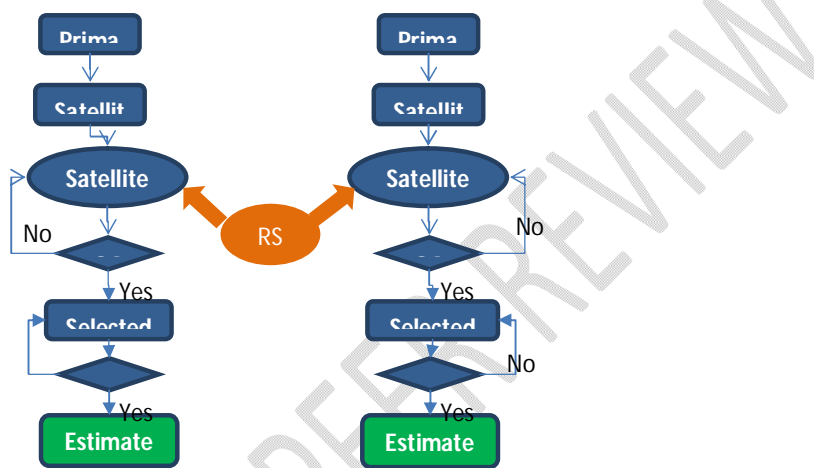 Prima
Prima
Satellit
Satellit
Satellite
Satellite
RS
No
No
Yes
Yes
Selected
Selected
No
Yes
Yes
Estimate
Estimate
PEER REVIEW